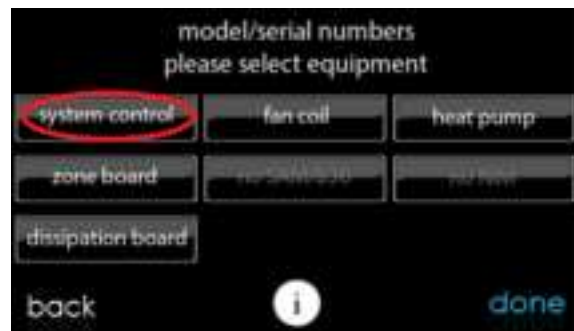 model/serial numbers
please select equipment
system control fan coil heat pump
zone board
dissipation board
back i done